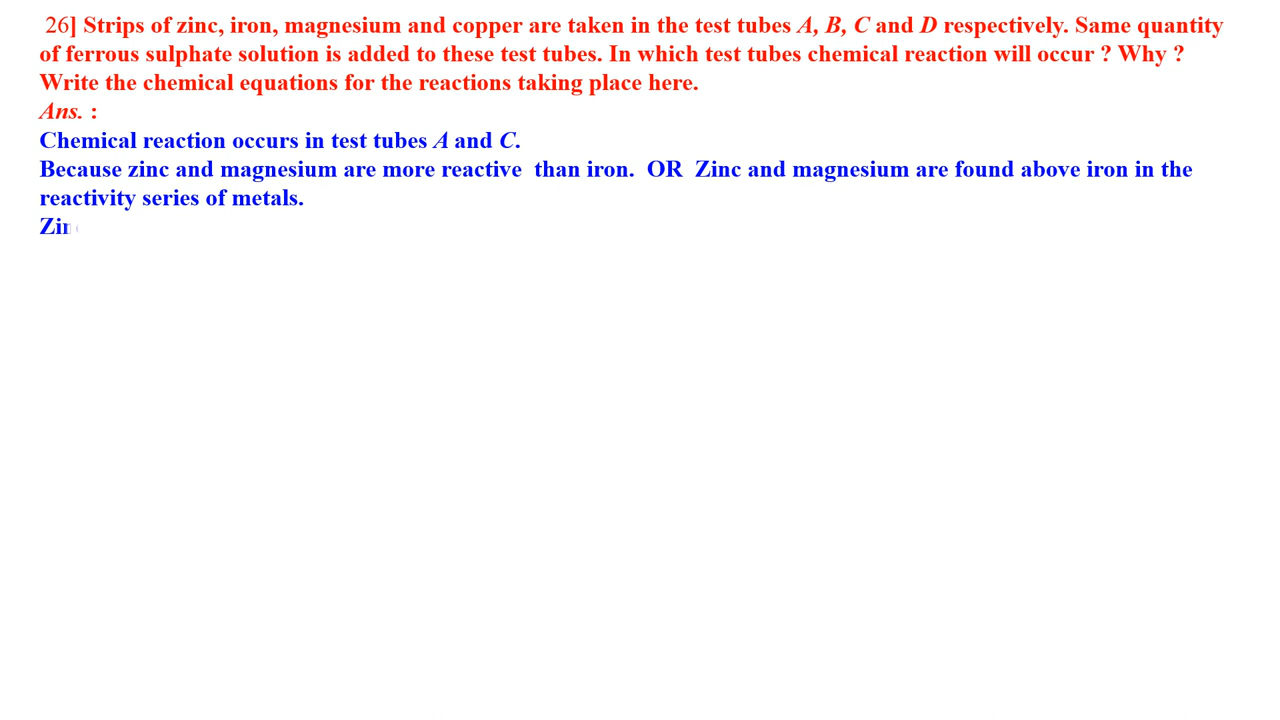 26] Strips of zinc, iron, magnesium and copper are taken in the test tubes A, B, C and D respectively. Same quantity
of ferrous sulphate solution is added to these test tubes. In which test tubes chemical reaction will occur ? Why ?
Write the chemical equations for the reactions taking place here.
Ans. :
Chemical reaction occurs in test tubes A and C.
Because zinc and magnesium are more reactive than iron. OR Zinc and magnesium are found above iron in the
reactivity series of metals.